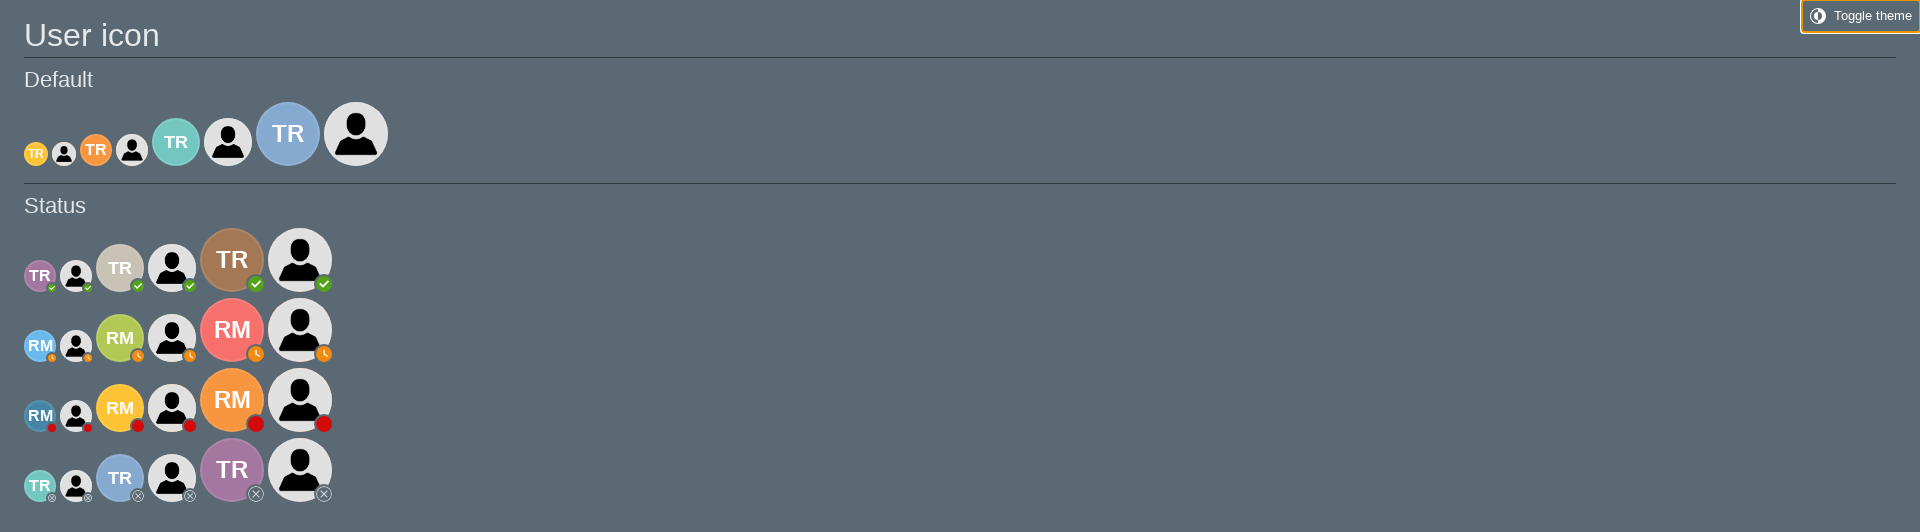 User icon
Toggle theme
Default
TR TR TR TR
Status
TR TR TR
RM RM RM
RM RM RM
TR TR TR